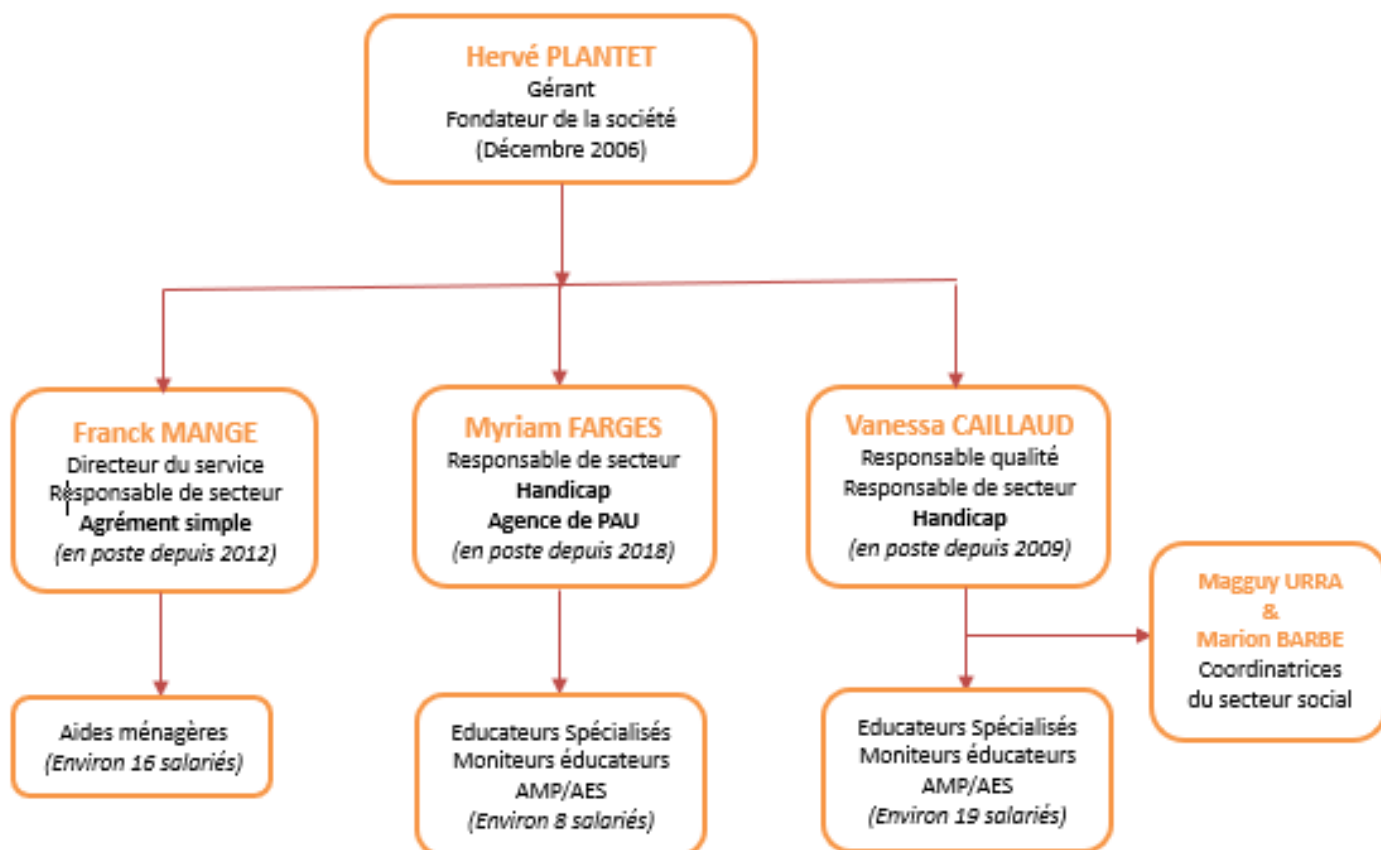 Hervé PLANTET
Gérant
Fondateur de la société
(Décembre 2006)
Franck MANGE
Directeur du service
Responsable de secteur
Agrément simple
(en poste depuis 2012)
Myriam FARGES
Responsable de secteur
Handicap
Agence de PAU
(en poste depuis 2018)
Vanessa CAILLAUD
Responsable qualité
Responsable de secteur
Handicap
(en poste depuis 2009)
Magguy URRA
&
Marion BARBE
Coordinatrices
du secteur social
Aides ménagères
(Environ 16 salariés)
Educateurs Spécialisés
Moniteurs éducateurs
AMP/AES
(Environ 8 salariés)
Educateurs Spécialisés
Moniteurs éducateurs
AMP/AES
(Environ 19 salariés)